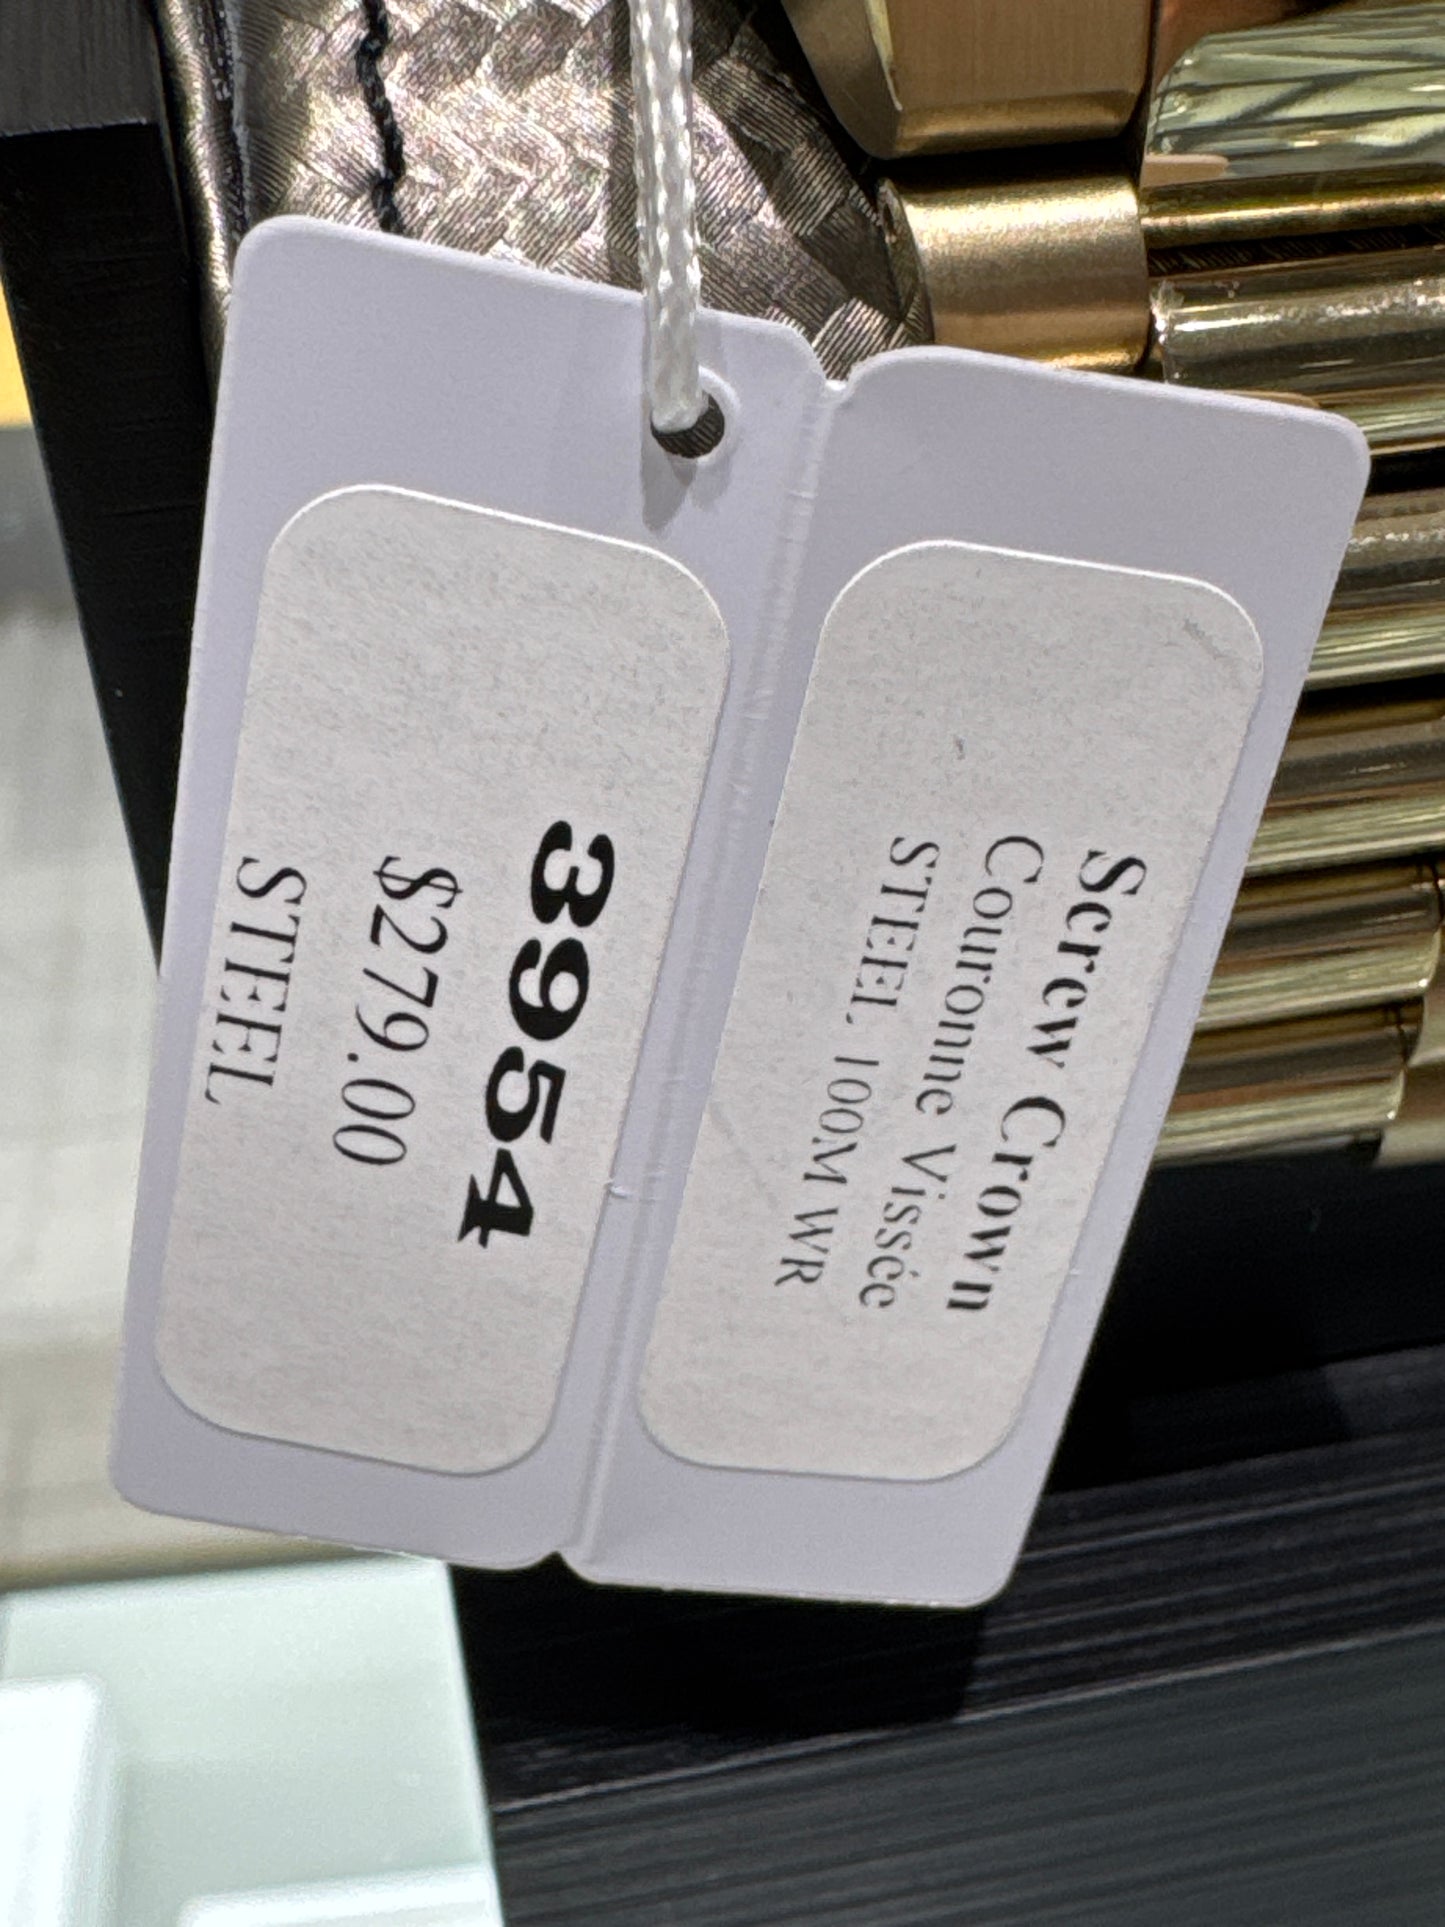 3954
$279.00
STEEL
Screw Crown
Couronne Vissée
STEEL 100M WR